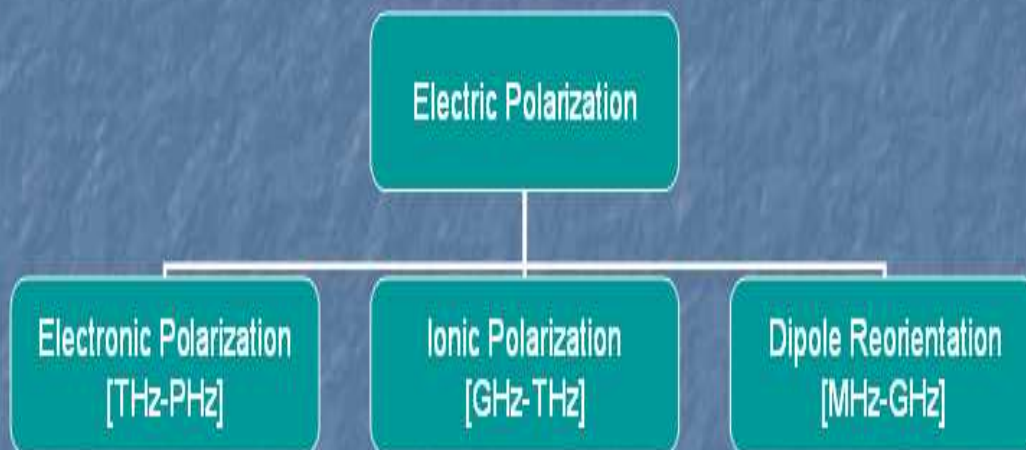 Electric Polarization
Electronic Polarization
[THz-PHz]
Ionic Polarization
[GHz-THz]
Dipole Reorientation
[MHz-GHz]